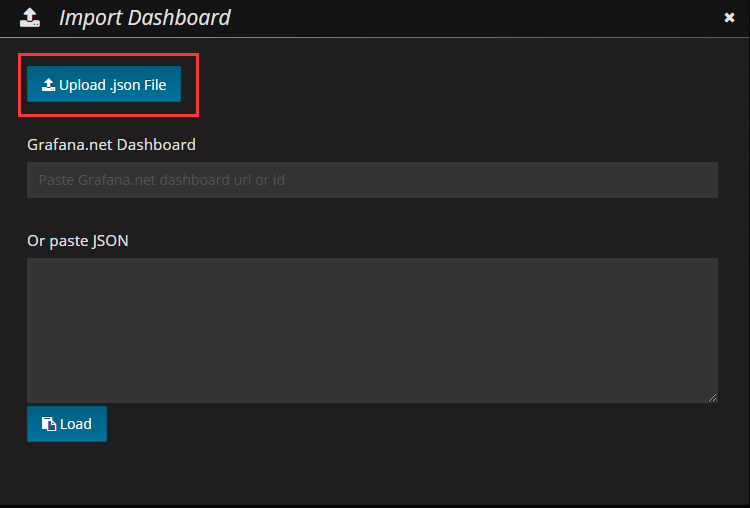 Import Dashboard
Upload .json File
Grafana.net Dashboard
Paste Grafana.net dashboard url or id
Or paste JSON
Load